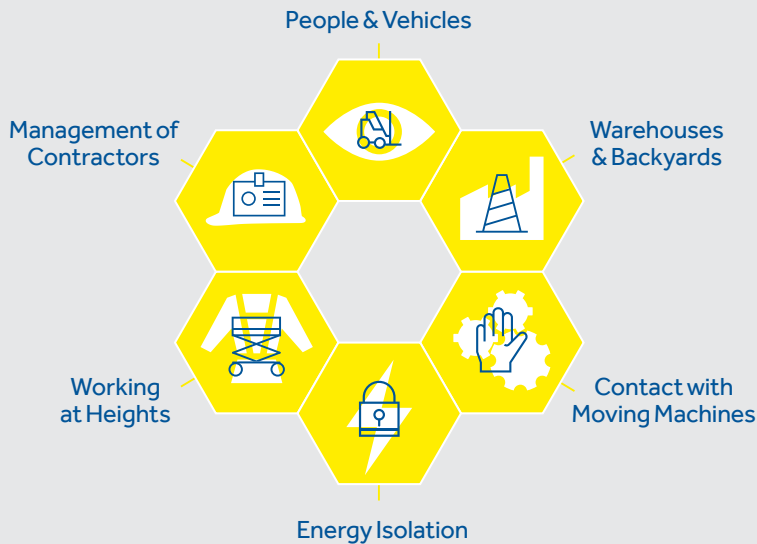 People & Vehicles
Management of
Contractors
Warehouses
& Backyards
Working
at Heights
Contact with
Moving Machines
Energy Isolation